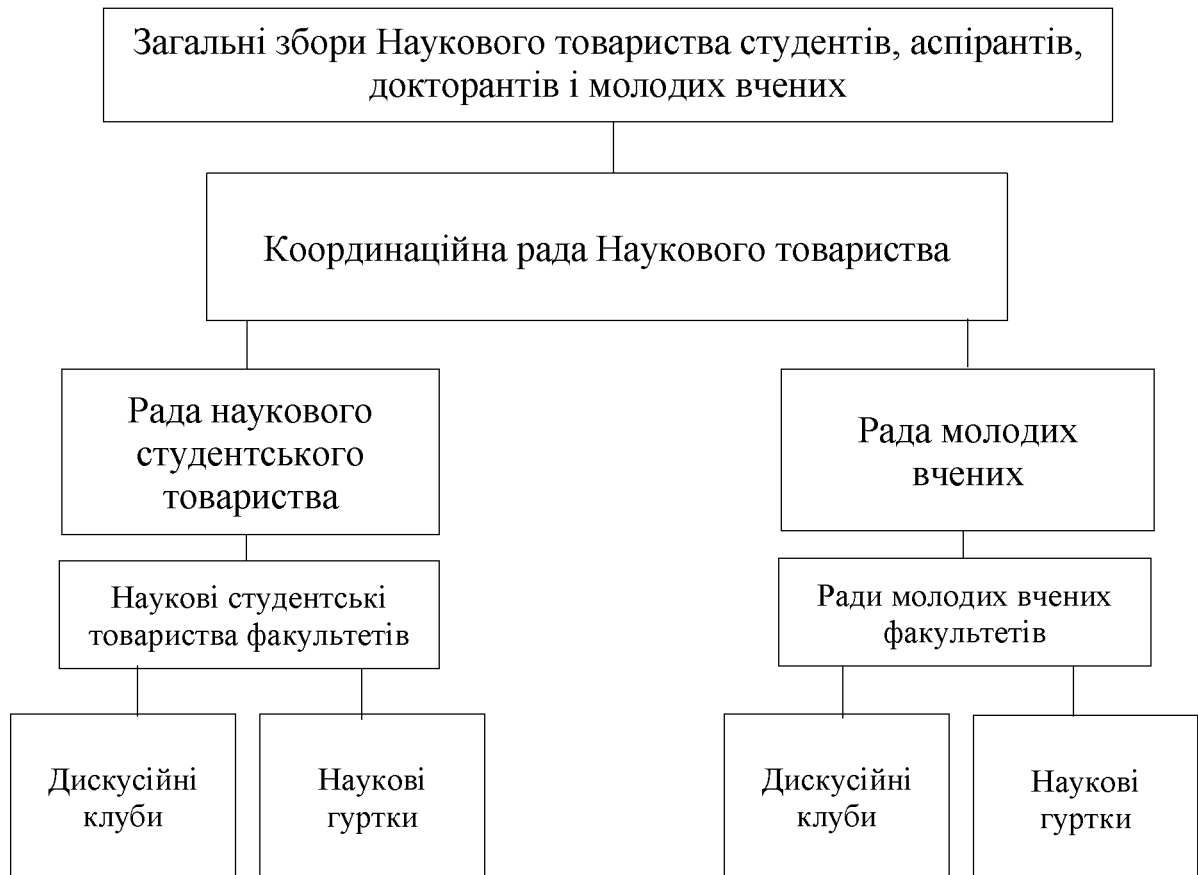 Загальні збори Наукового товариства студентів, аспірантів,
докторантів і молодих вчених
Координаційна рада Наукового товариства
Рада наукового
студентського
товариства
Рада молодих
вчених
Наукові студентські
товариства факультетів
Ради молодих вчених
факультетів
Дискусійні
клуби
Наукові
гуртки
Дискусійні
клуби
Наукові
гуртки